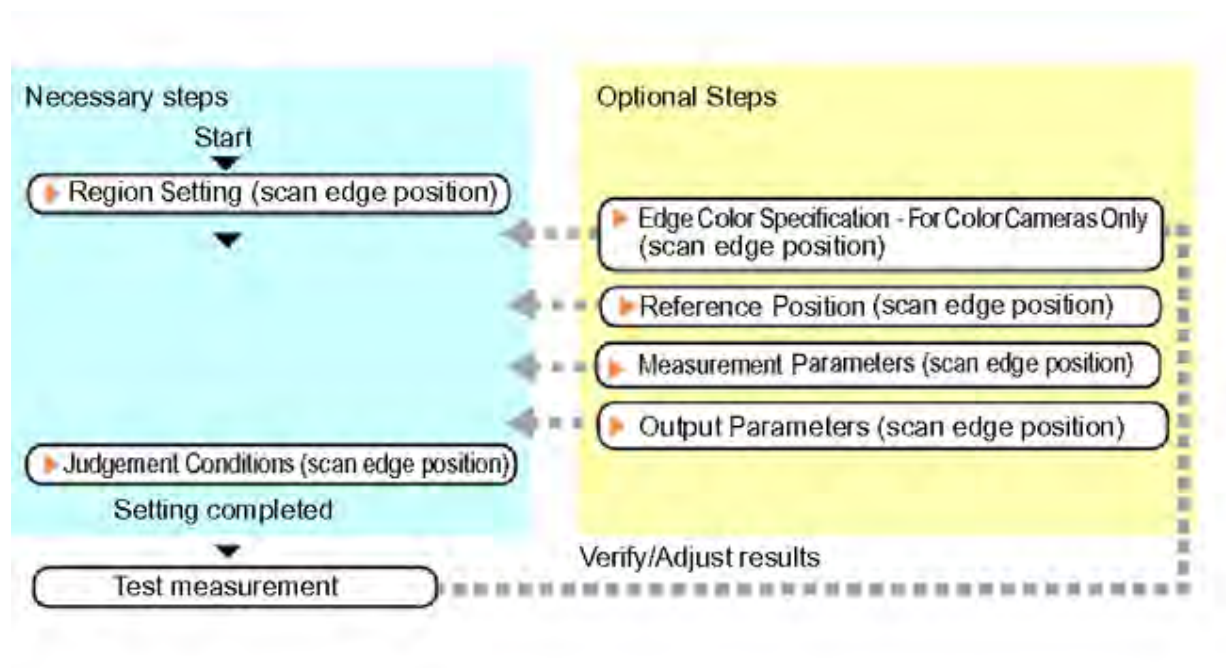 Necessary steps
Start
Region Setting (scan edge position)
Judgement Conditions (scan edge position)
Setting completed
Test measurement
Optional Steps
Edge Color Specification - For Color Cameras Only
(scan edge position)
Reference Position (scan edge position)
Measurement Parameters (scan edge position)
Output Parameters (scan edge position)
Verify/Adjust results